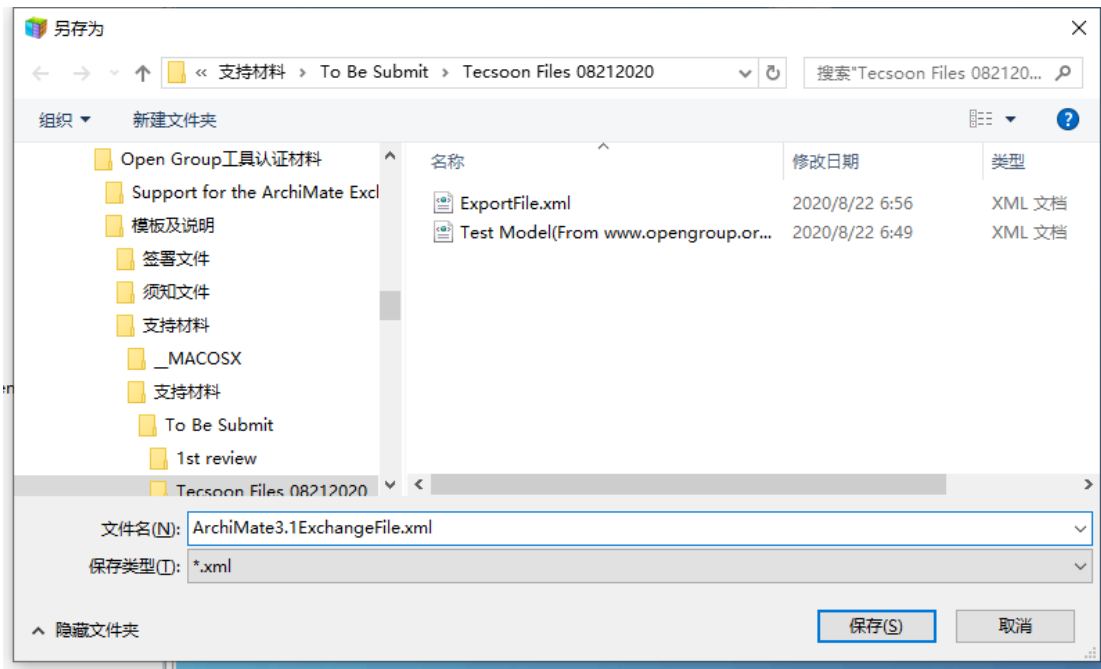 另存为
« 支持材料 › To Be Submit › Tecsoon Files 08212020
搜索"Tecsoon Files 082120...
组织
新建文件夹
Open Group工具认证材料
Support for the ArchiMate Excl
模板及说明
签署文件
须知文件
支持材料
__MACOSX
支持材料
To Be Submit
1st review
Tecsoon Files 08212020
名称 修改日期 类型
ExportFile.xml 2020/8/22 6:56 XML 文档
Test Model(From www.opengroup.or... 2020/8/22 6:49 XML 文档
文件名(N): ArchiMate3.1ExchangeFile.xml
保存类型(T): *.xml
隐藏文件夹
保存(S)
取消